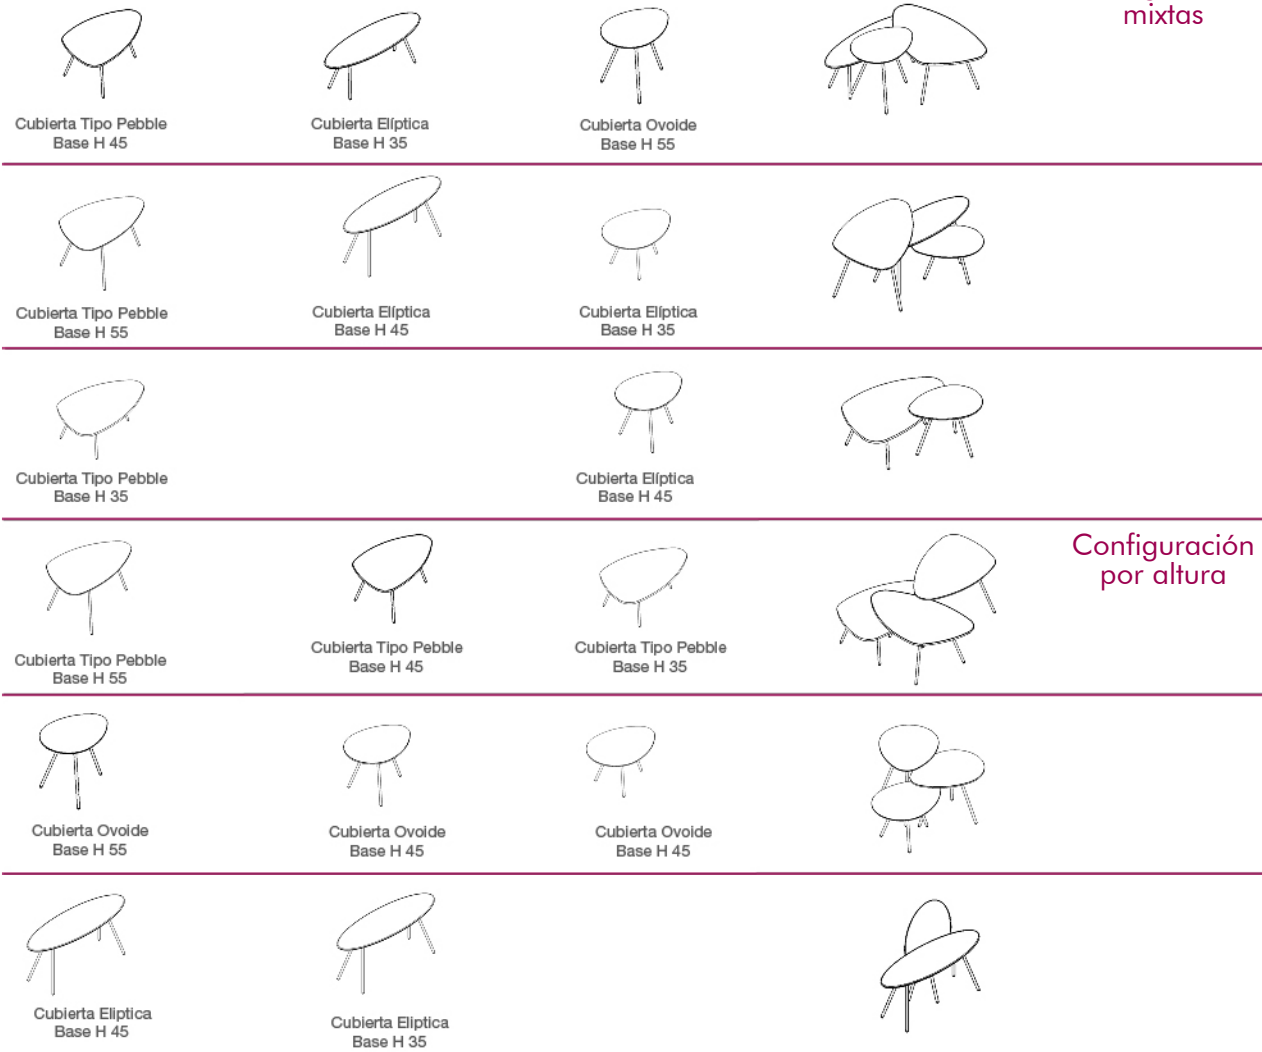 mixtas
Cubierta Tipo Pebble
Base H 45
Cubierta Elíptica
Base H 35
Cubierta Ovoide
Base H 55
Cubierta Tipo Pebble
Base H 55
Cubierta Elíptica
Base H 45
Cubierta Elíptica
Base H 35
Cubierta Tipo Pebble
Base H 35
Cubierta Elíptica
Base H 45
Configuración
por altura
Cubierta Tipo Pebble
Base H 55
Cubierta Tipo Pebble
Base H 45
Cubierta Tipo Pebble
Base H 35
Cubierta Ovoide
Base H 55
Cubierta Ovoide
Base H 45
Cubierta Ovoide
Base H 45
Cubierta Eliptica
Base H 45
Cubierta Eliptica
Base H 35